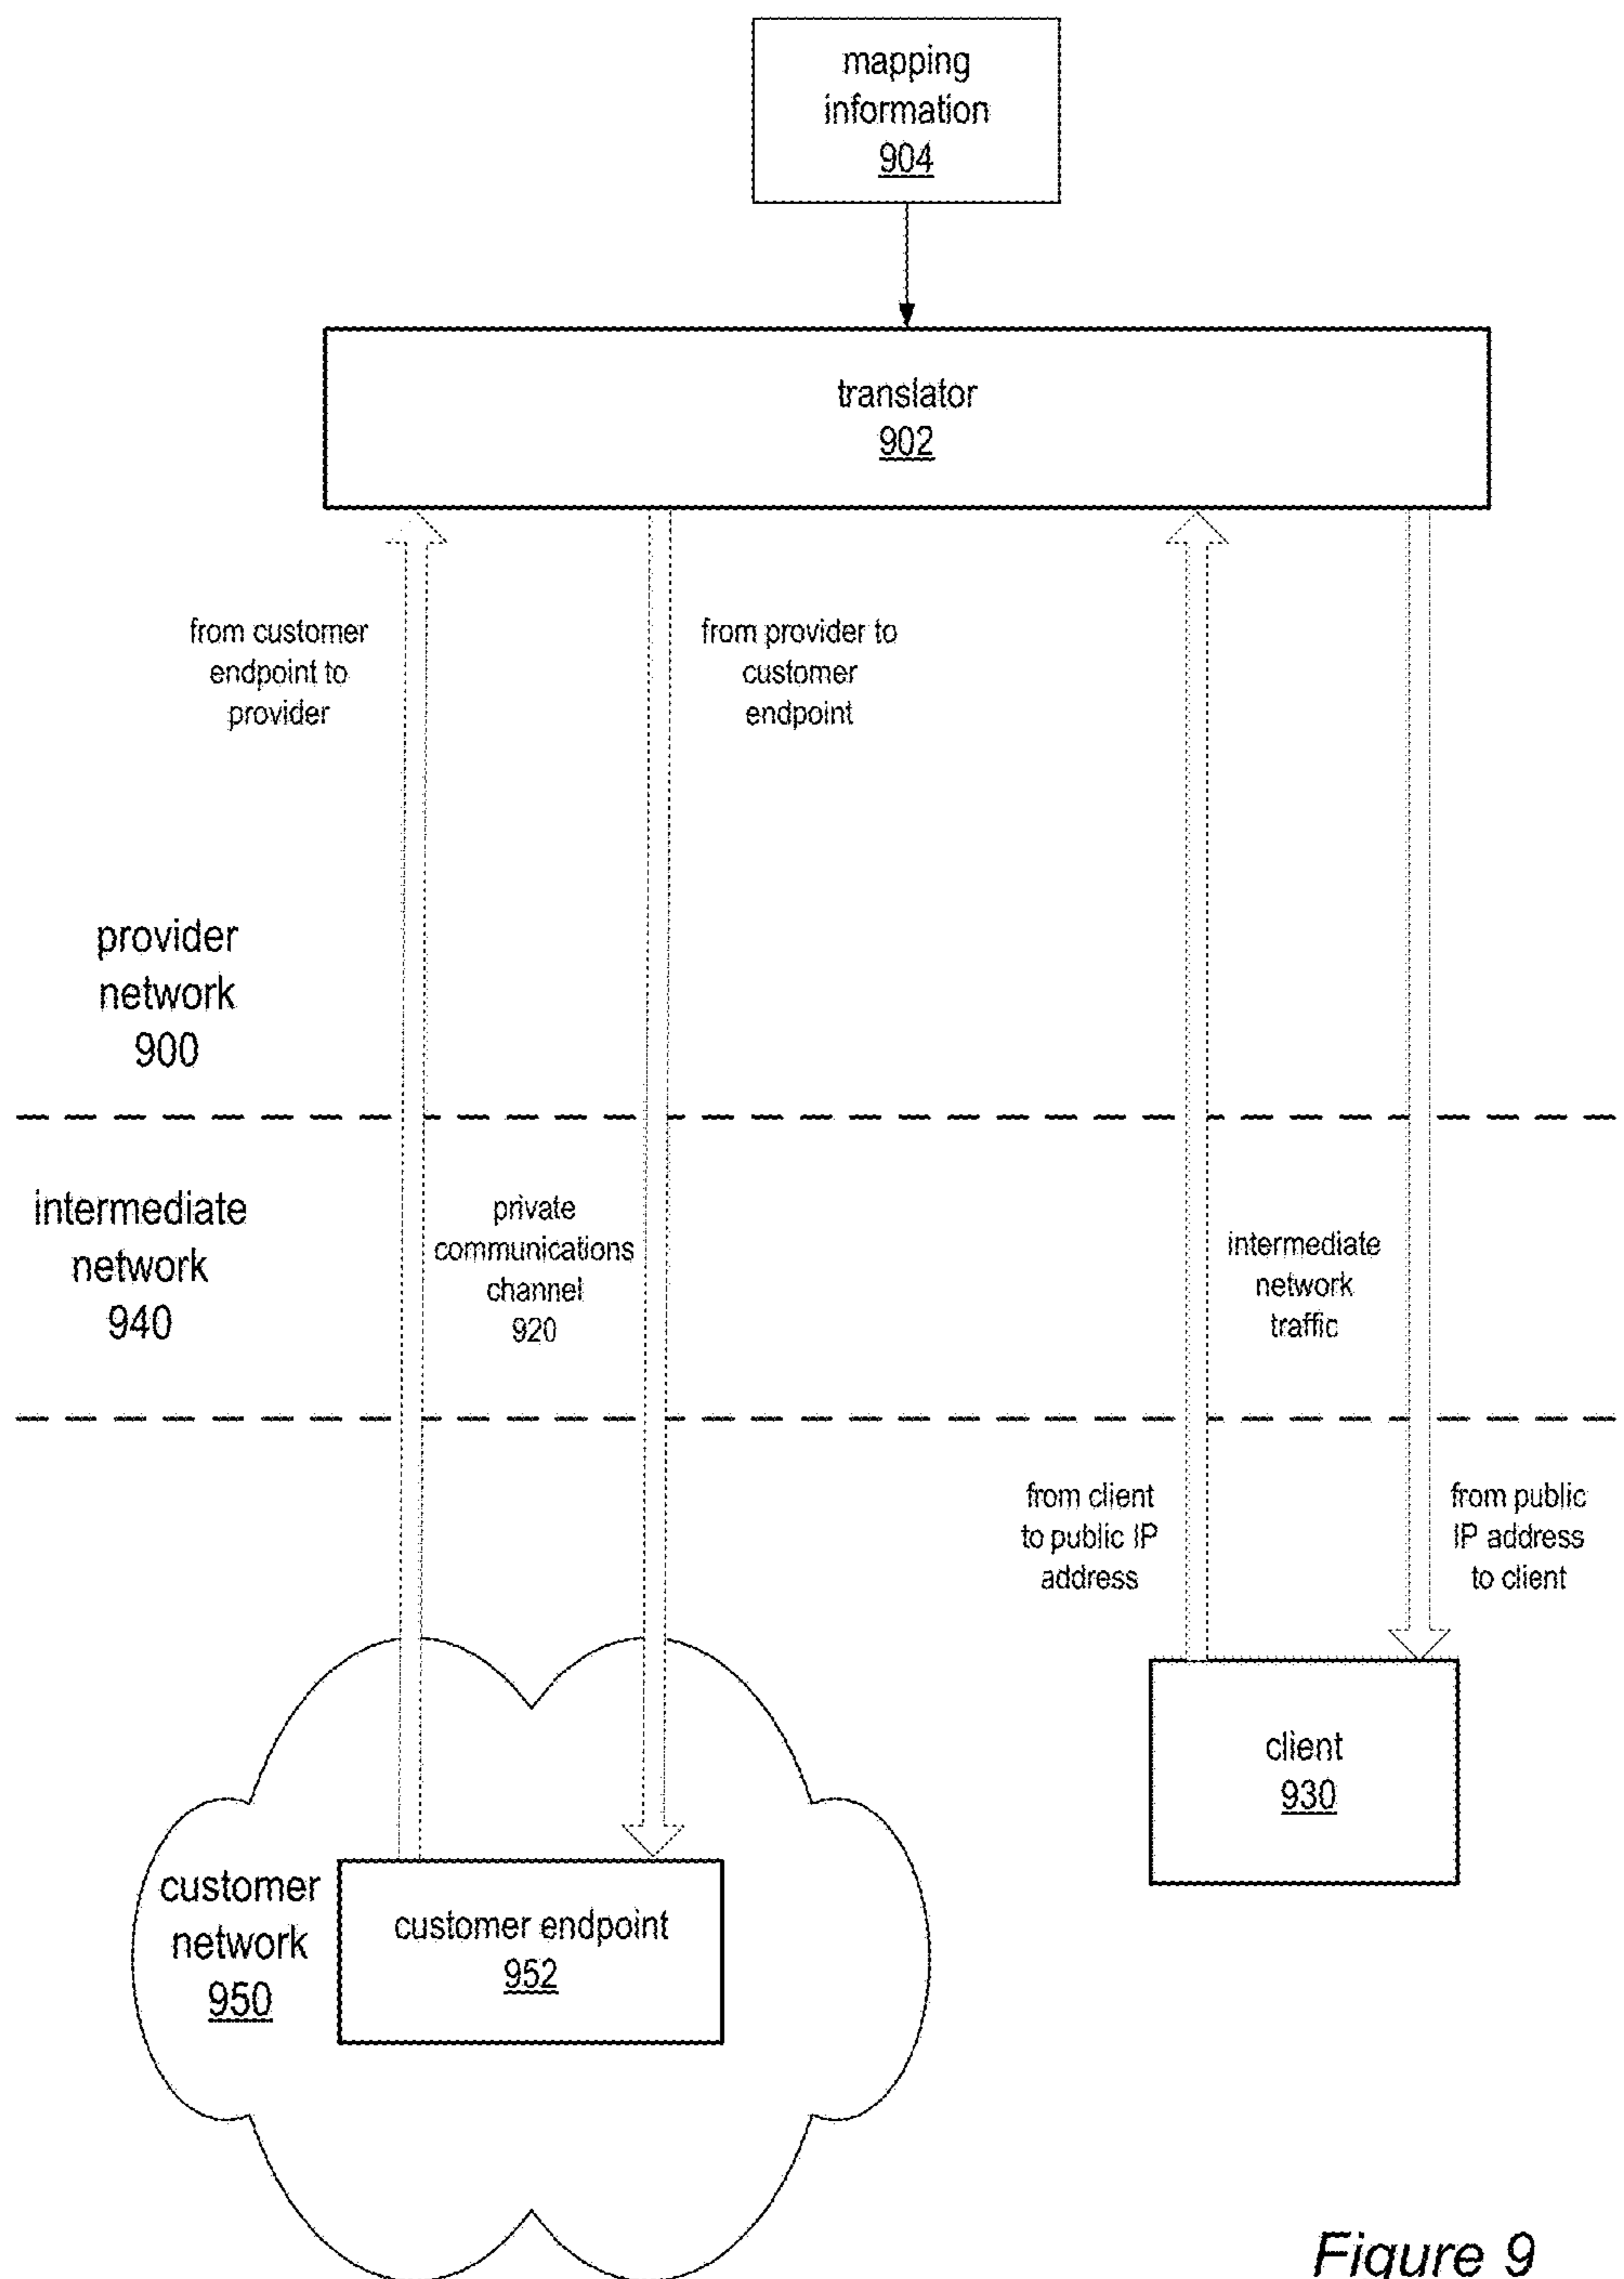 mapping
information
904
translator
902
from customer
endpoint to
provider
from provider to
customer
endpoint
provider
network
900
intermediate
network
940
private
communications
channel
920
intermediate
network
traffic
from client
to public IP
address
from public
IP address
to client
client
930
customer
network
950
customer endpoint
952
Figure 9